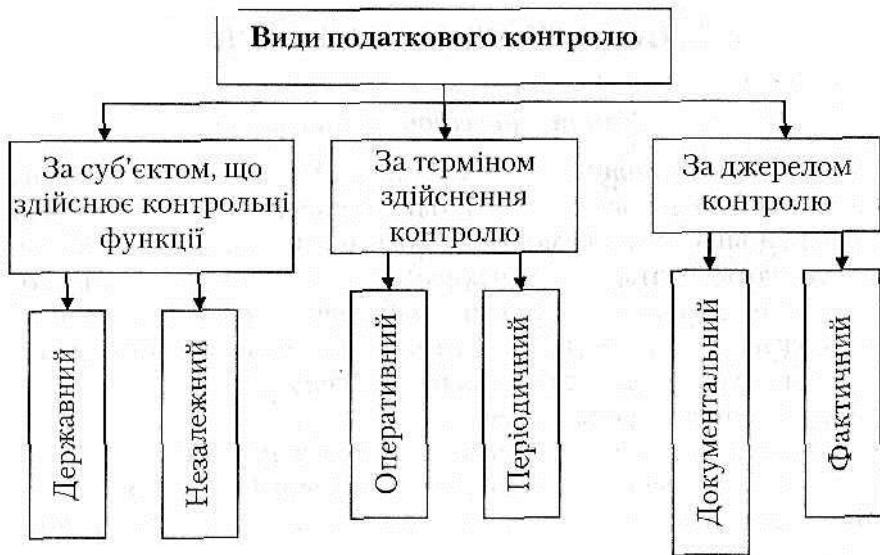 Види податкового контролю
За суб'єктом, що
здійснює контрольні
функції
За терміном
здійснення
контролю
За джерелом
контролю
Державний
Незалежний
Оперативний
Періодичний
Документальний
Фактичний